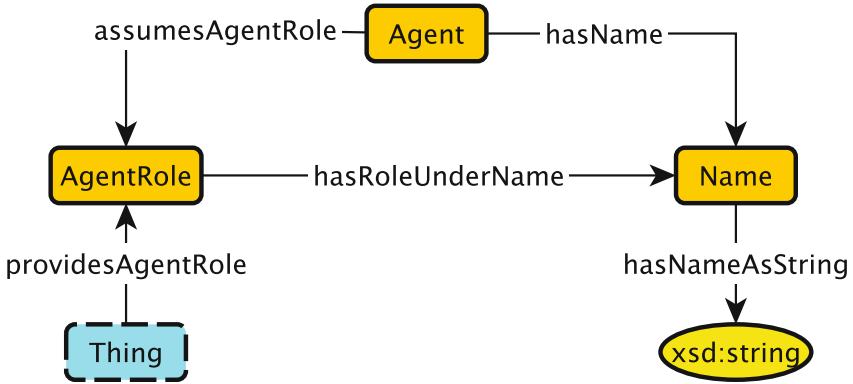 assumesAgentRole
Agent
hasName
AgentRole
hasRoleUnderName
Name
providesAgentRole
hasNameAsString
Thing
xsd:string